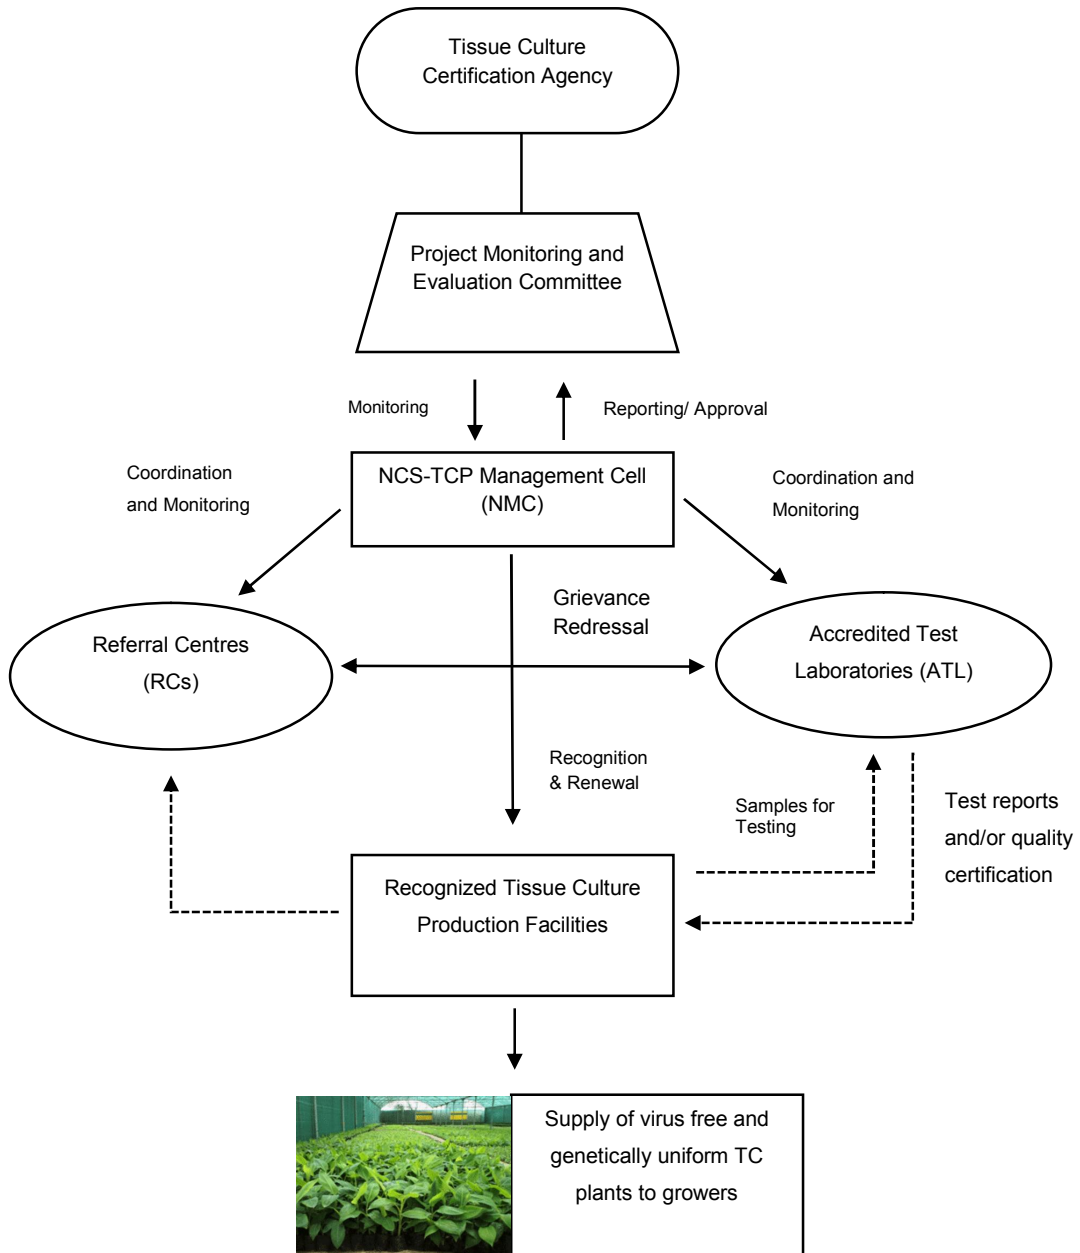 Tissue Culture
Certification Agency
Project Monitoring and
Evaluation Committee
Monitoring
Reporting/ Approval
NCS-TCP Management Cell
(NMC)
Coordination
and Monitoring
Coordination and
Monitoring
Grievance
Redressal
Referral Centres
(RCs)
Accredited Test
Laboratories (ATL)
Recognition
& Renewal
Samples for
Testing
Test reports
and/or quality
certification
Recognized Tissue Culture
Production Facilities
Supply of virus free and
genetically uniform TC
plants to growers